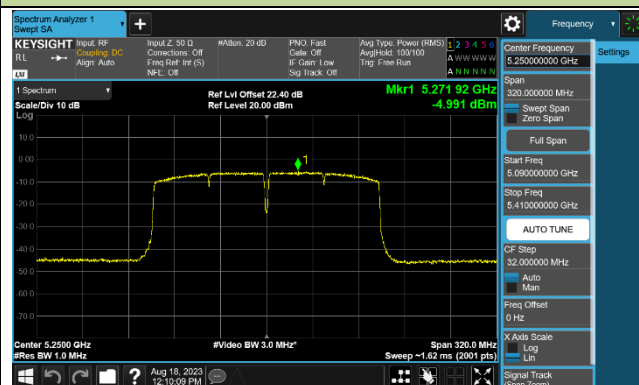 Spectrum Analyzer 1
Swept SA
+
Frequency
KEYSIGHT
RL
LXI
Input: RF
Coupling: DC
Align: Auto
Input Z: 50 Ω
Corrections: Off
Freq Ref: Int (S)
NFE: Off
#Atten: 20 dB
PNO: Fast
Gate: Off
IF Gain: Low
Sig Track: Off
Avg Type: Power (RMS)
Avg|Hold: 100/100
Trig: Free Run
1 2 3 4 5 6
A W W W W W
A N N N N N
Center Frequency
5.250000000 GHz
Settings
Span
320.000000 MHz
Swept Span
Zero Span
Full Span
Start Freq
5.090000000 GHz
Stop Freq
5.410000000 GHz
AUTO TUNE
CF Step
32.000000 MHz
Auto
Man
Freq Offset
0 Hz
X Axis Scale
Log
Lin
Signal Track
(Span Zoom)
1 Spectrum
Scale/Div 10 dB
Log
Ref Lvl Offset 22.40 dB
Ref Level 20.00 dBm
Mkr1 5.271 92 GHz
-4.991 dBm
10.0
0.00
-10.0
-20.0
-30.0
-40.0
-50.0
-60.0
-70.0
1
Center 5.2500 GHz
#Res BW 1.0 MHz
#Video BW 3.0 MHz*
Span 320.0 MHz
Sweep ~1.62 ms (2001 pts)
Aug 18, 2023
12:10:09 PM